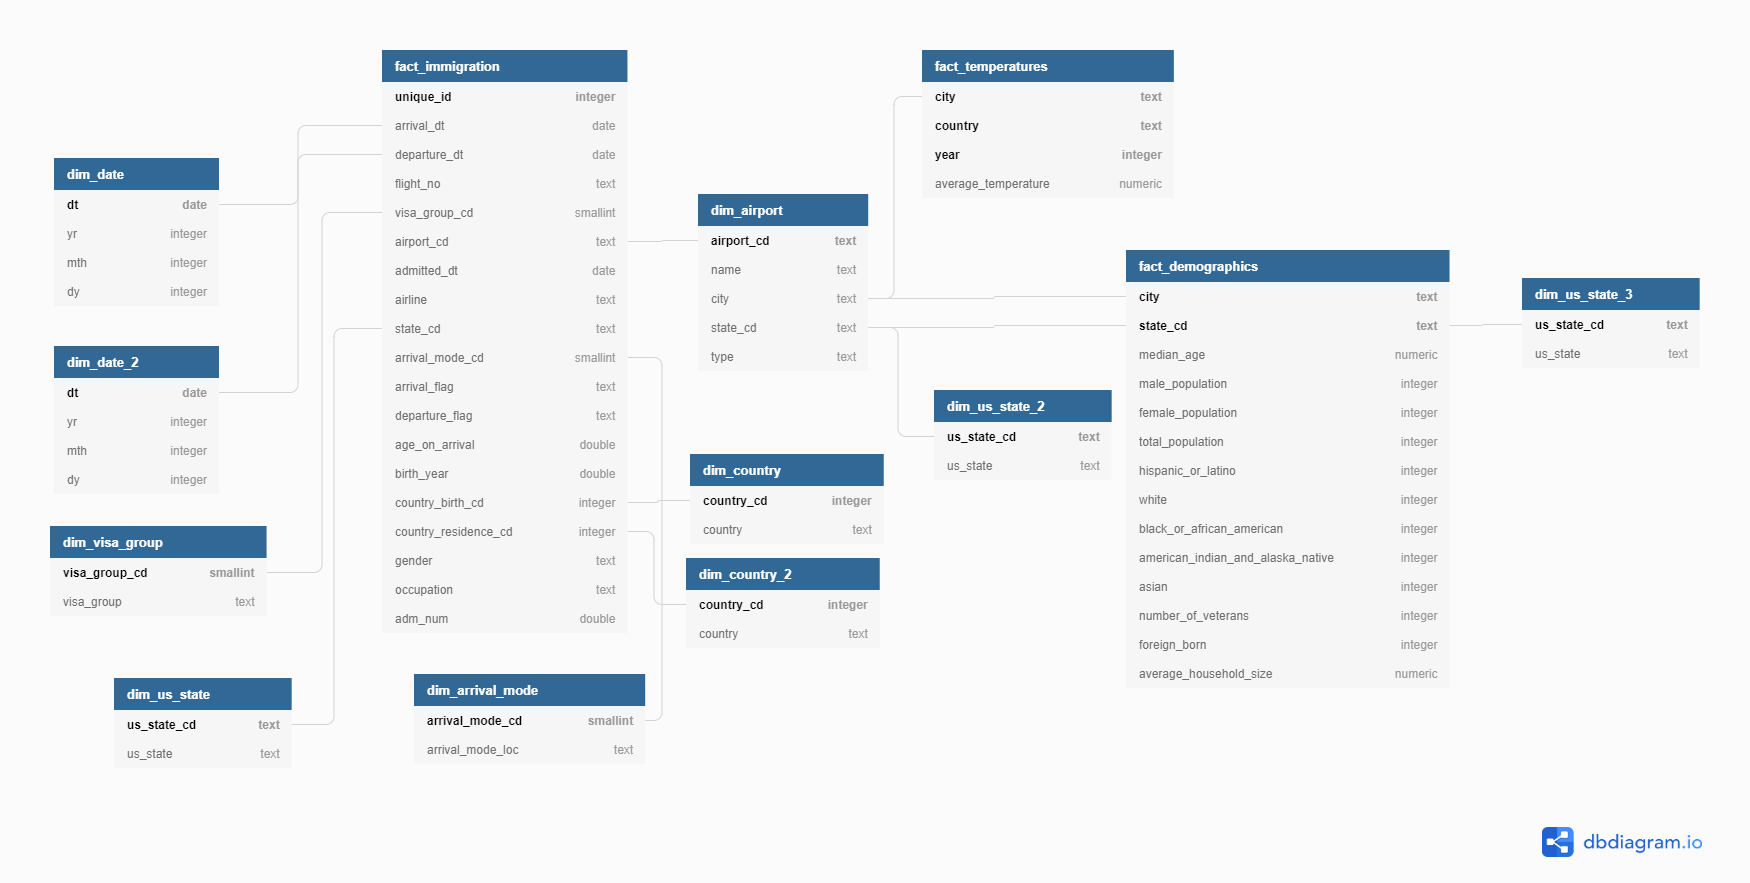 fact_immigration
unique_id integer
arrival_dt date
departure_dt date
flight_no text
visa_group_cd smallint
airport_cd text
admitted_dt date
airline text
state_cd text
arrival_mode_cd smallint
arrival_flag text
departure_flag text
age_on_arrival double
birth_year double
country_birth_cd integer
country_residence_cd integer
gender text
occupation text
adm_num double
fact_temperatures
city text
country text
year integer
average_temperature numeric
dim_date
dt date
yr integer
mth integer
dy integer
dim_airport
airport_cd text
name text
city text
state_cd text
type text
fact_demographics
city text
state_cd text
median_age numeric
male_population integer
female_population integer
total_population integer
hispanic_or_latino integer
white integer
black_or_african_american integer
american_indian_and_alaska_native integer
asian integer
number_of_veterans integer
foreign_born integer
average_household_size numeric
dim_us_state_3
us_state_cd text
us_state text
dim_date_2
dt date
yr integer
mth integer
dy integer
dim_us_state_2
us_state_cd text
us_state text
dim_country
country_cd integer
country text
dim_visa_group
visa_group_cd smallint
visa_group text
dim_country_2
country_cd integer
country text
dim_us_state
us_state_cd text
us_state text
dim_arrival_mode
arrival_mode_cd smallint
arrival_mode_loc text
dbdiagram.io